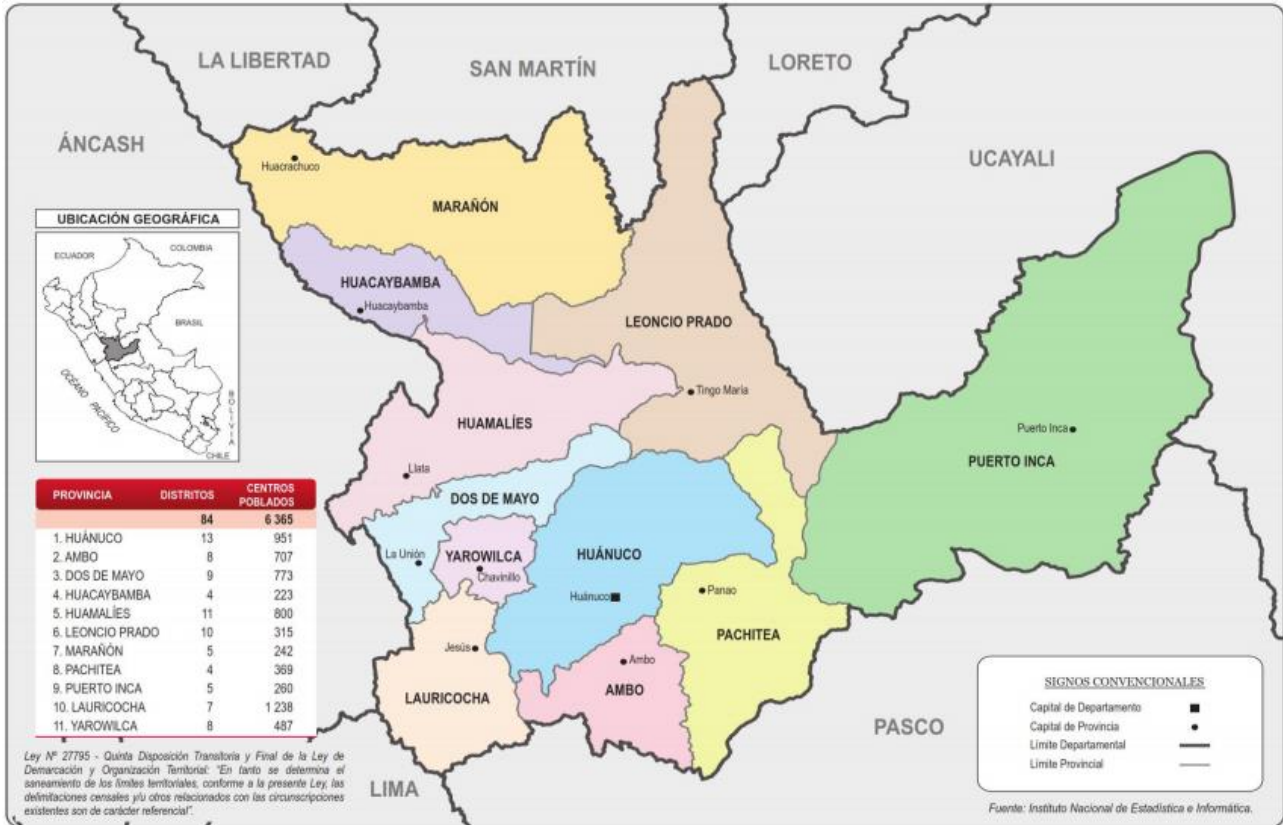 LA LIBERTAD
SAN MARTÍN
LORETO
ÁNCASH
UCAYALI
Huacrachuco
MARAÑÓN
UBICACIÓN GEOGRÁFICA
ECUADOR
COLOMBIA
BRASIL
OCÉANO PACÍFICO
BOLIVIA
CHILE
HUACAYBAMBA
Huacaybamba
LEONCIO PRADO
Tingo María
HUAMALÍES
Llata
Puerto Inca
PUERTO INCA
DOS DE MAYO
La Unión
YAROWILCA
Chavinillo
HUÁNUCO
Huánuco
Panao
PACHITEA
Jesús
LAURICOCHA
Ambo
AMBO
PASCO
LIMA
PROVINCIA DISTRITOS CENTROS POBLADOS
84 6 365
1. HUÁNUCO 13 951
2. AMBO 8 707
3. DOS DE MAYO 9 773
4. HUACAYBAMBA 4 223
5. HUAMALÍES 11 800
6. LEONCIO PRADO 10 315
7. MARAÑÓN 5 242
8. PACHITEA 4 369
9. PUERTO INCA 5 260
10. LAURICOCHA 7 1 238
11. YAROWILCA 8 487
Ley Nº 27795 - Quinta Disposición Transitoria y Final de la Ley de
Demarcación y Organización Territorial: "En tanto se determina el
saneamiento de los límites territoriales, conforme a la presente Ley, las
delimitaciones censales y/u otros relacionados con las circunscripciones
existentes son de carácter referencial".
SIGNOS CONVENCIONALES
Capital de Departamento
Capital de Provincia
Límite Departamental
Límite Provincial
Fuente: Instituto Nacional de Estadística e Informática.